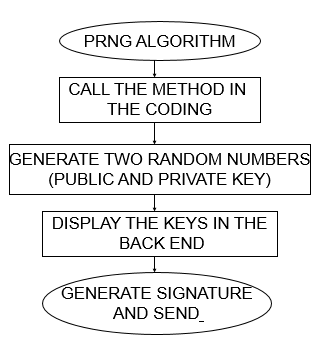 PRNG ALGORITHM
CALL THE METHOD IN
THE CODING
GENERATE TWO RANDOM NUMBERS
(PUBLIC AND PRIVATE KEY)
DISPLAY THE KEYS IN THE
BACK END
GENERATE SIGNATURE
AND SEND_